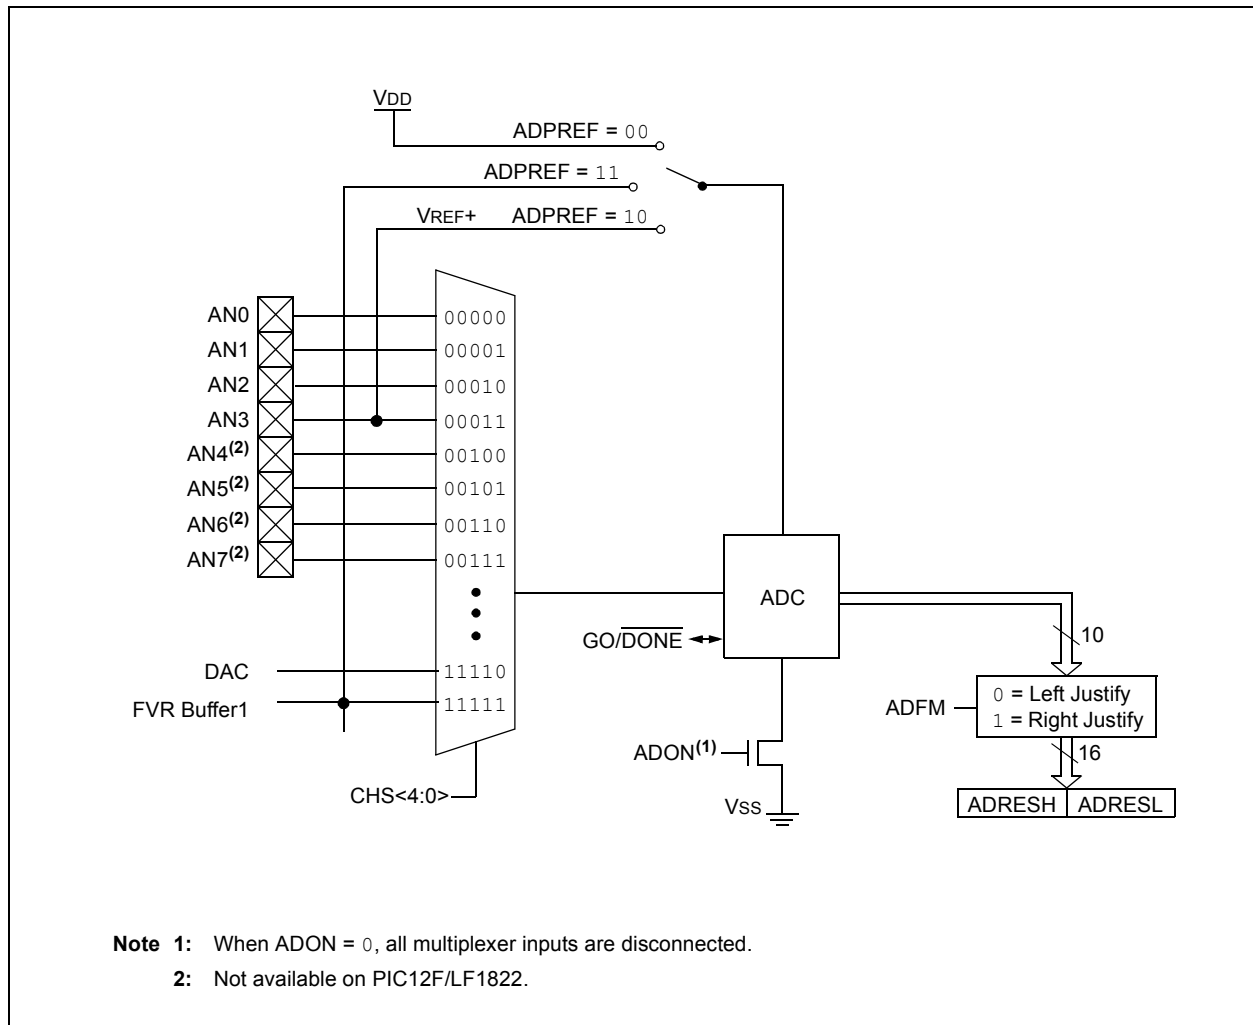 VDD
ADPREF = 00
ADPREF = 11
VREF+ ADPREF = 10
AN0 00000
AN1 00001
AN2 00010
AN3 00011
AN4(2) 00100
AN5(2) 00101
AN6(2) 00110
AN7(2) 00111
ADC
GO/DONE
10
DAC 11110
FVR Buffer1 11111
ADFM
0 = Left Justify
1 = Right Justify
ADON(1)
16
CHS<4:0>
VSS
ADRESH ADRESL
Note 1: When ADON = 0, all multiplexer inputs are disconnected.
2: Not available on PIC12F/LF1822.